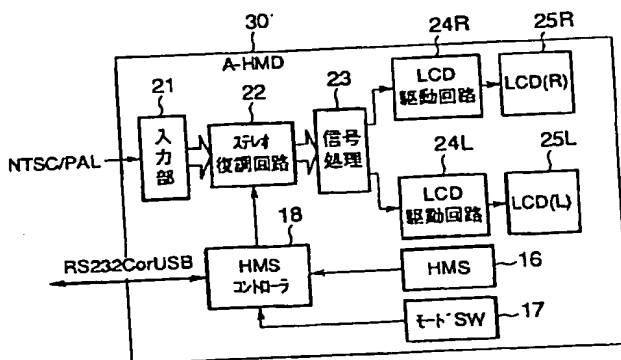 30'
24R
25R
A-HMD
21
22
23
LCD
駆動回路
LCD(R)
入力部
ステレオ
復調回路
信号
処理
24L
25L
NTSC/PAL
LCD
駆動回路
LCD(L)
18
RS232CorUSB
HMS
コントローラ
HMS
16
モードSW
17